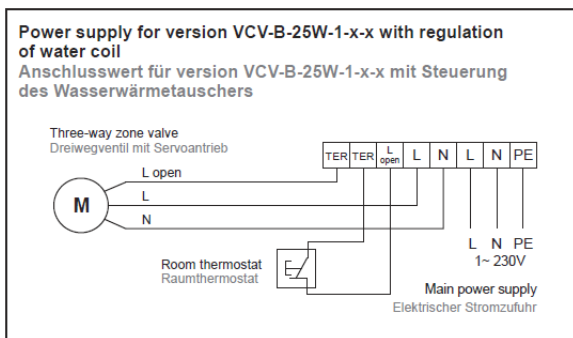 Power supply for version VCV-B-25W-1-x-x with regulation
of water coil
Anschlusswert für version VCV-B-25W-1-x-x mit Steuerung
des Wasserwärmetauschers
Three-way zone valve
Dreiwegventil mit Servoantrieb
TER TER L open L N L N PE
L open
L
M
N
L N PE
1~ 230V
Room thermostat
Raumthermostat
Main power supply
Elektrischer Stromzufuhr